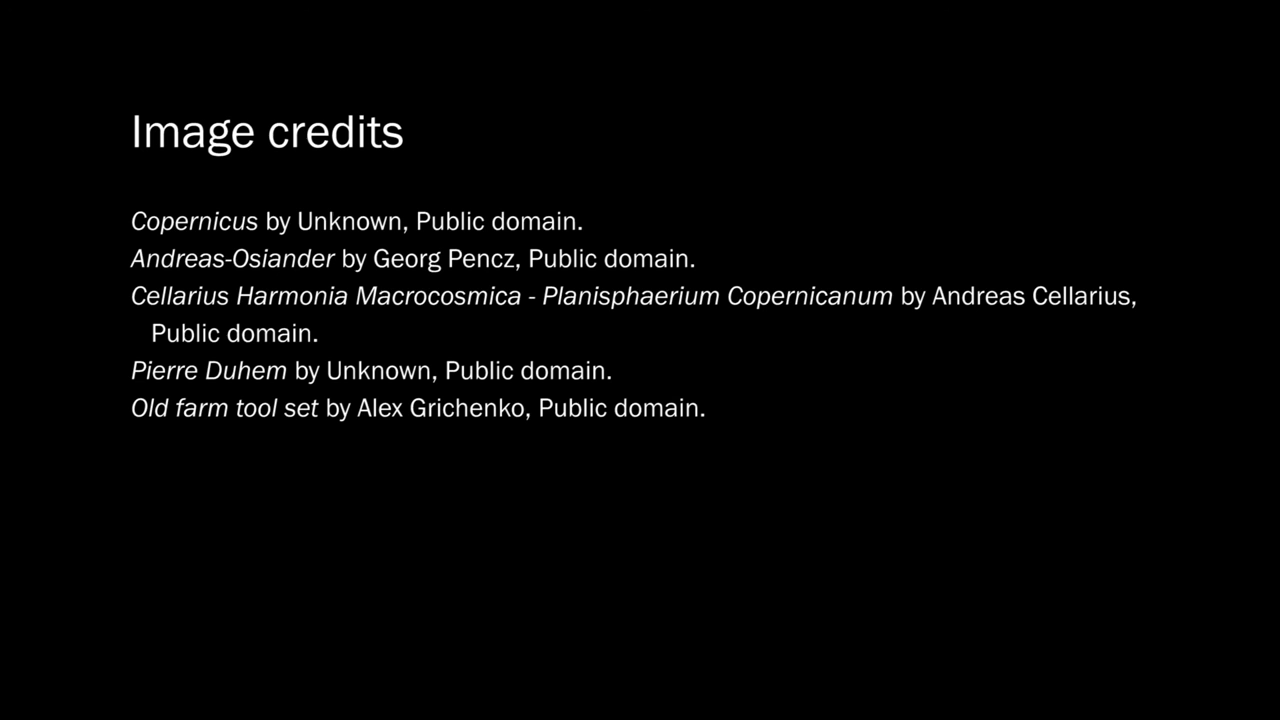 Image credits
Copernicus by Unknown, Public domain.
Andreas-Osiander by Georg Pencz, Public domain.
Cellarius Harmonia Macrocosmica - Planisphaerium Copernicanum by Andreas Cellarius,
Public domain.
Pierre Duhem by Unknown, Public domain.
Old farm tool set by Alex Grichenko, Public domain.